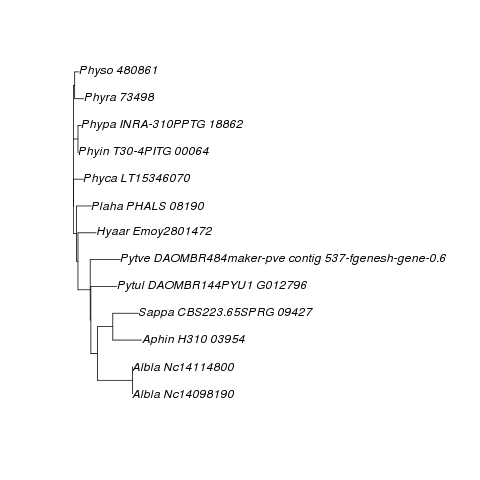 Physo 480861
Phyra 73498
Phypa INRA-310PPTG 18862
Phyin T30-4PITG 00064
Phyca LT15346070
Plaha PHALS 08190
Hyaar Emoy2801472
Pytve DAOMBR484maker-pve contig 537-fgenesh-gene-0.6
Pytul DAOMBR144PYU1 G012796
Sappa CBS223.65SPRG 09427
Aphin H310 03954
Albla Nc14114800
Albla Nc14098190